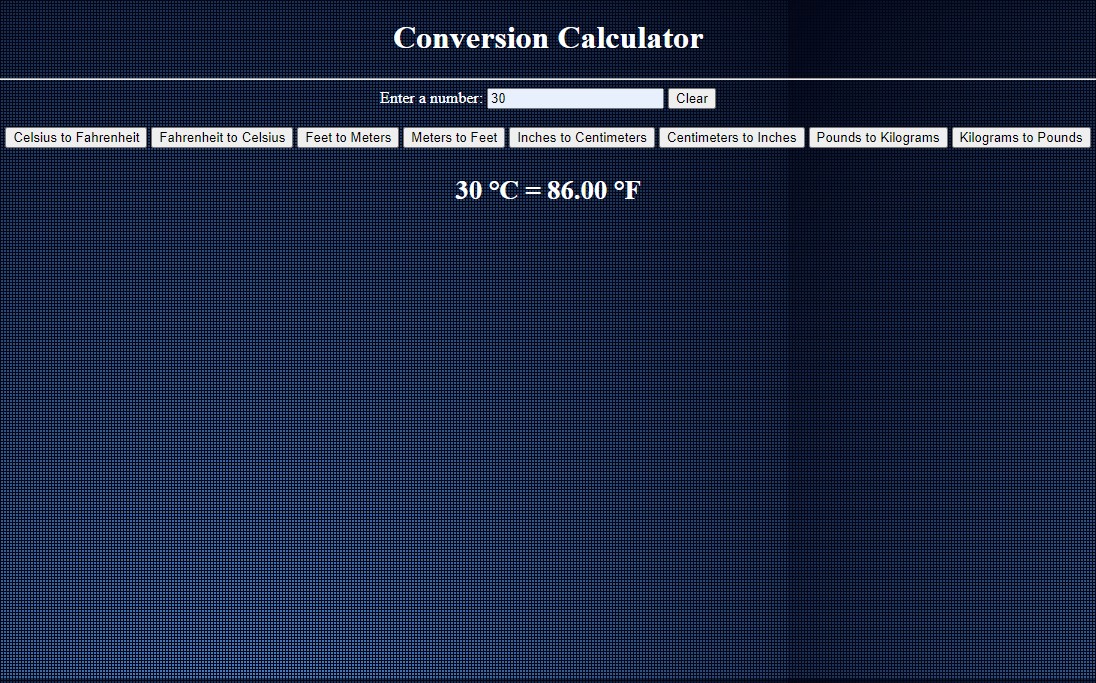 Conversion Calculator
Enter a number: 30 Clear
Celsius to Fahrenheit Fahrenheit to Celsius Feet to Meters Meters to Feet Inches to Centimeters Centimeters to Inches Pounds to Kilograms Kilograms to Pounds
30 °C = 86.00 °F